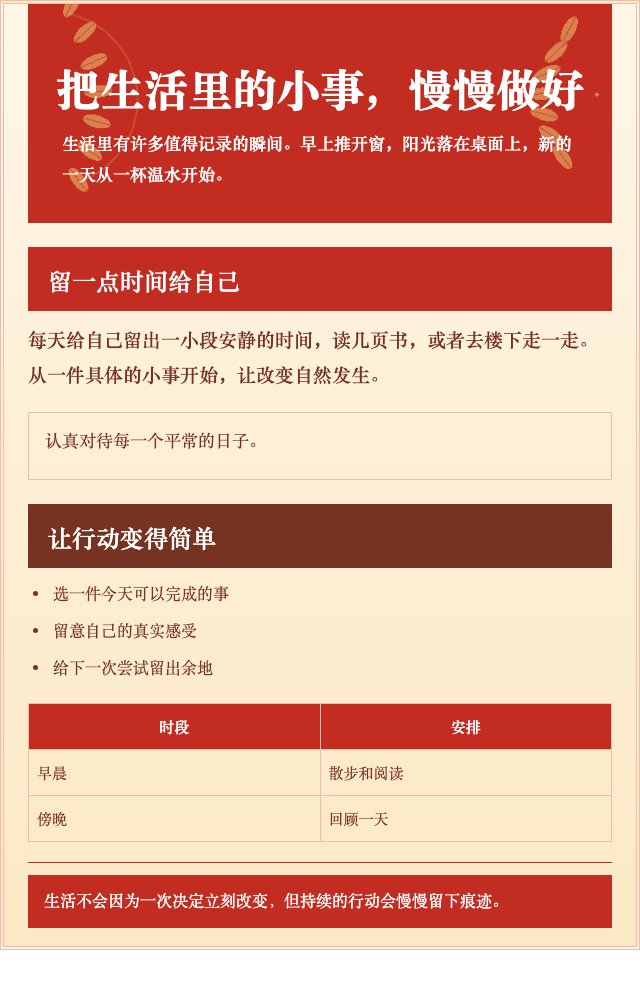 把生活里的小事，慢慢做好
生活里有许多值得记录的瞬间。早上推开窗，阳光落在桌面上，新的
一天从一杯温水开始。
留一点时间给自己
每天给自己留出一小段安静的时间，读几页书，或者去楼下走一走。
从一件具体的小事开始，让改变自然发生。
认真对待每一个平常的日子。
让行动变得简单
• 选一件今天可以完成的事
• 留意自己的真实感受
• 给下一次尝试留出余地
时段 安排
早晨 散步和阅读
傍晚 回顾一天
生活不会因为一次决定立刻改变，但持续的行动会慢慢留下痕迹。